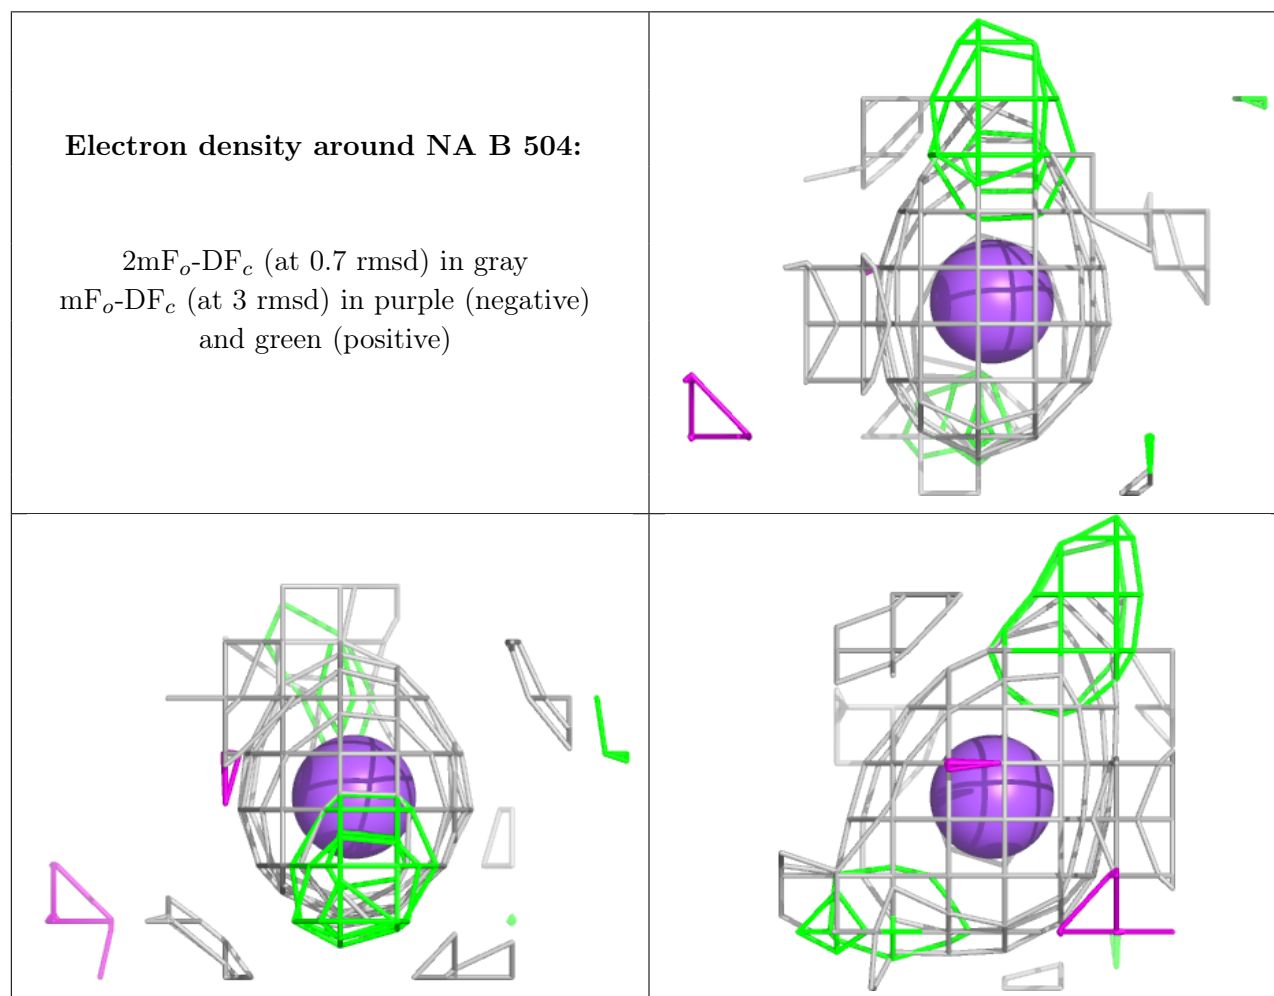 Electron density around NA B 504:
2mFo-DFc (at 0.7 rmsd) in gray
mFo-DFc (at 3 rmsd) in purple (negative)
and green (positive)